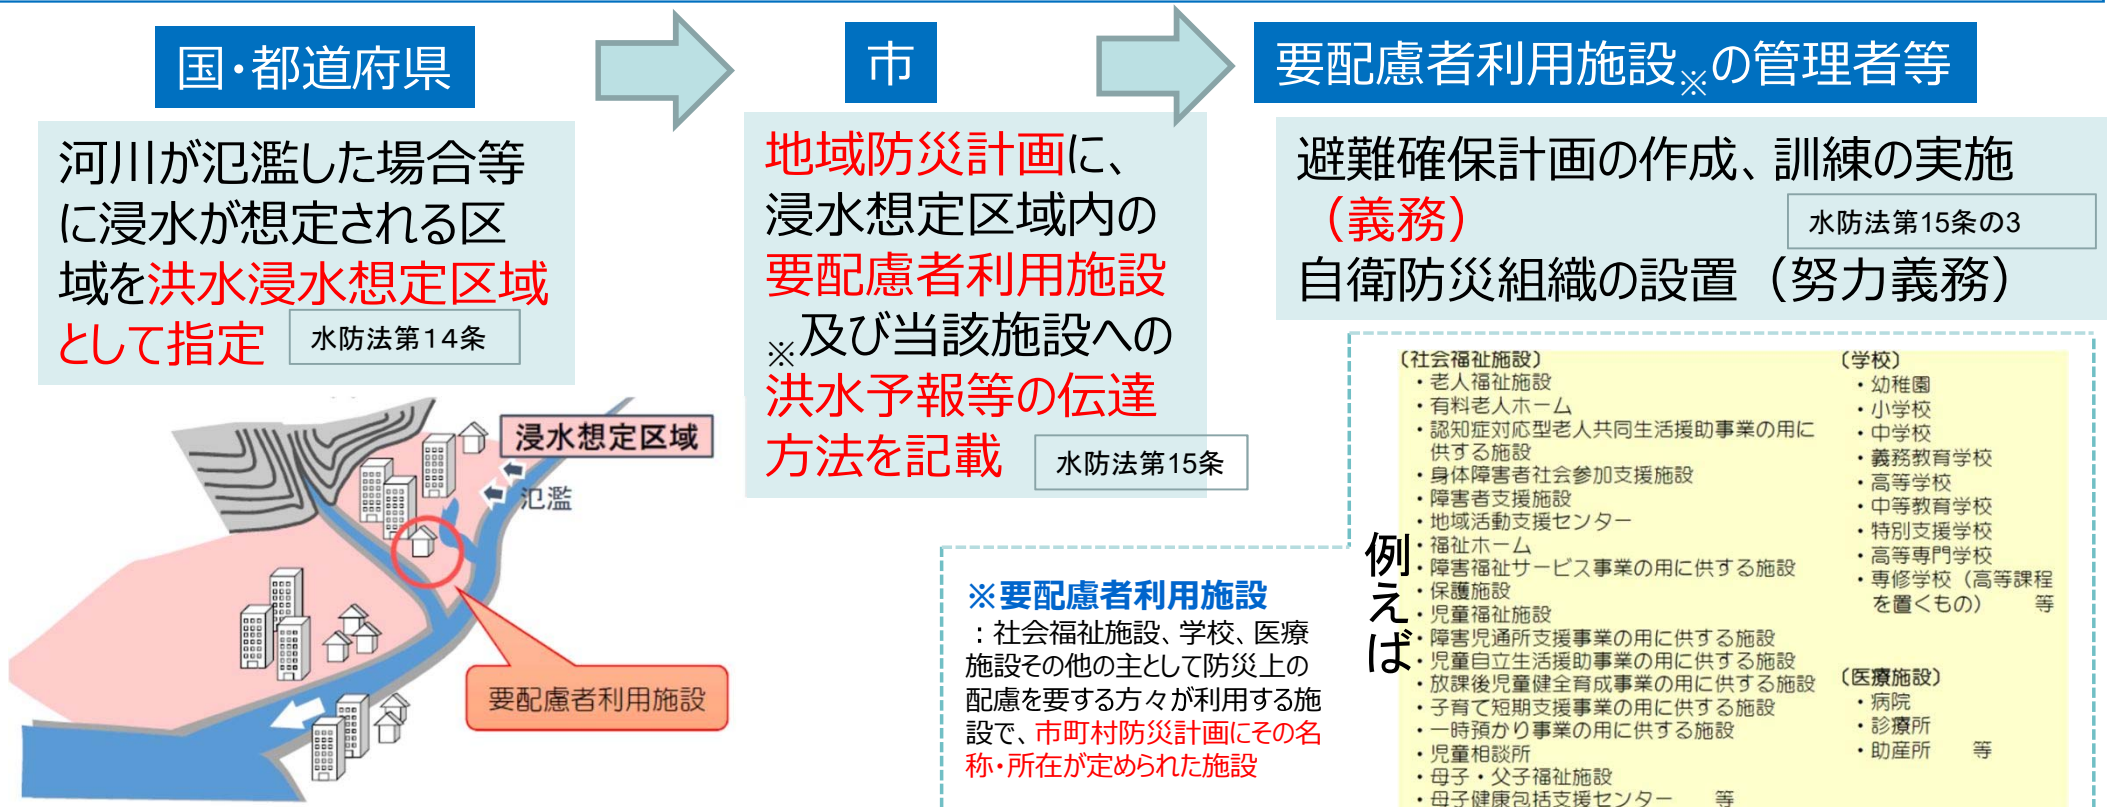 国・都道府県
市
要配慮者利用施設※の管理者等
河川が氾濫した場合等
に浸水が想定される区
域を洪水浸水想定区域
として指定
水防法第14条
地域防災計画に、
浸水想定区域内の
要配慮者利用施設
※及び当該施設への
洪水予報等の伝達
方法を記載
水防法第15条
避難確保計画の作成、訓練の実施
（義務）
水防法第15条の3
自衛防災組織の設置（努力義務）
浸水想定区域
氾濫
要配慮者利用施設
※要配慮者利用施設
：社会福祉施設、学校、医療
施設その他の主として防災上の
配慮を要する方々が利用する施
設で、市町村防災計画にその名
称・所在が定められた施設
例えば
（社会福祉施設）
・老人福祉施設
・有料老人ホーム
・認知症対応型老人共同生活援助事業の用に
供する施設
・身体障害者社会参加支援施設
・障害者支援施設
・地域活動支援センター
・福祉ホーム
・障害福祉サービス事業の用に供する施設
・保護施設
・児童福祉施設
・障害児通所支援事業の用に供する施設
・児童自立生活援助事業の用に供する施設
・放課後児童健全育成事業の用に供する施設
・子育て短期支援事業の用に供する施設
・一時預かり事業の用に供する施設
・児童相談所
・母子・父子福祉施設
・母子健康包括支援センター　等
（学校）
・幼稚園
・小学校
・中学校
・義務教育学校
・高等学校
・中等教育学校
・特別支援学校
・高等専門学校
・専修学校（高等課程
を置くもの）　等
（医療施設）
・病院
・診療所
・助産所　等